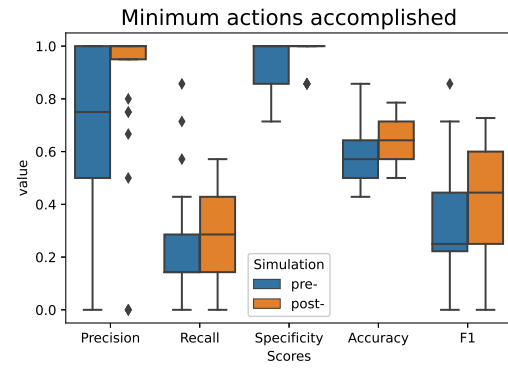 Minimum actions accomplished
value
1.0
0.8
0.6
0.4
0.2
0.0
Simulation
pre-
post-
Precision Recall Specificity Accuracy F1
Scores